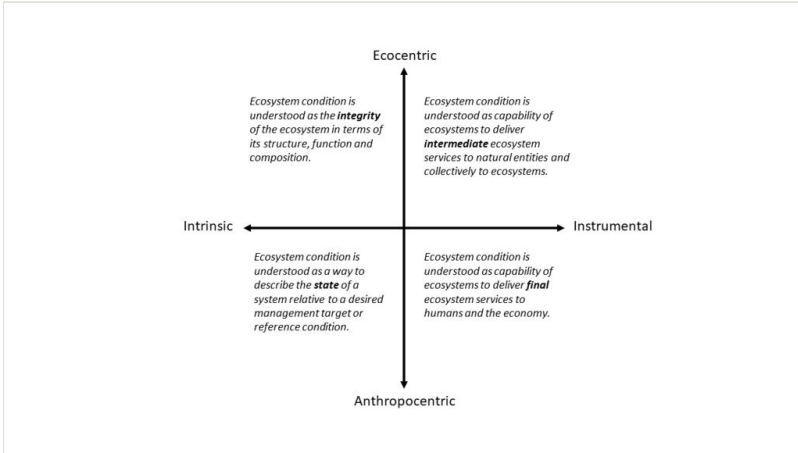 Ecocentric
Ecosystem condition is
understood as the integrity
of the ecosystem in terms of
its structure, function and
composition.
Ecosystem condition is
understood as capability of
ecosystems to deliver
intermediate ecosystem
services to natural entities and
collectively to ecosystems.
Intrinsic
Instrumental
Ecosystem condition is
understood as a way to
describe the state of a
system relative to a desired
management target or
reference condition.
Ecosystem condition is
understood as capability of
ecosystems to deliver final
ecosystem services to
humans and the economy.
Anthropocentric